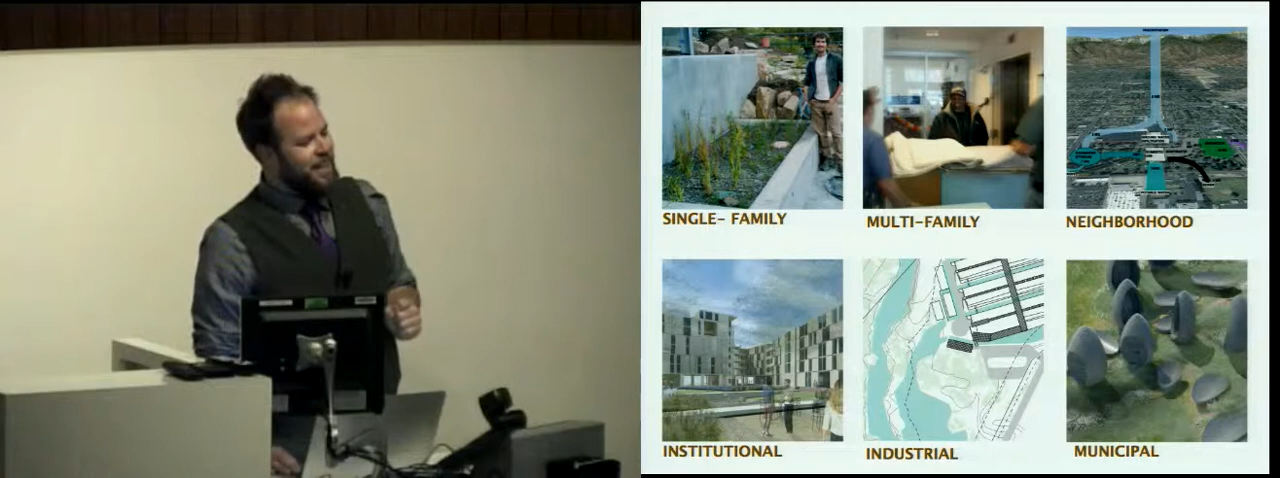 SINGLE- FAMILY
MULTI-FAMILY
NEIGHBORHOOD
INSTITUTIONAL
INDUSTRIAL
MUNICIPAL